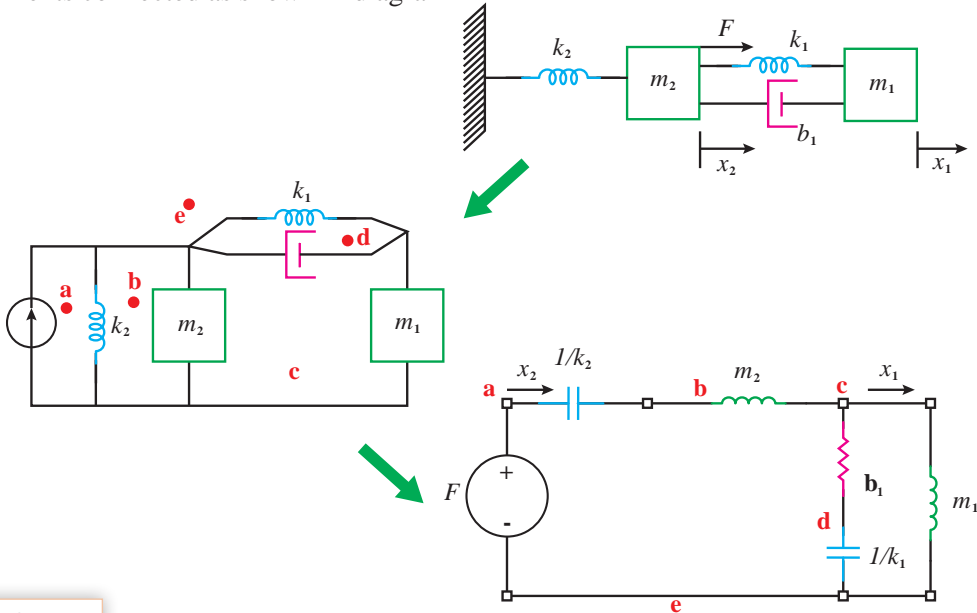 F
k₂
k₁
m₂
m₁
b₁
x₂
x₁
k₁
e
d
a
b
k₂
m₂
m₁
c
1/k₂
a
x₂
b
m₂
c
x₁
F
+
-
b₁
m₁
d
1/k₁
e